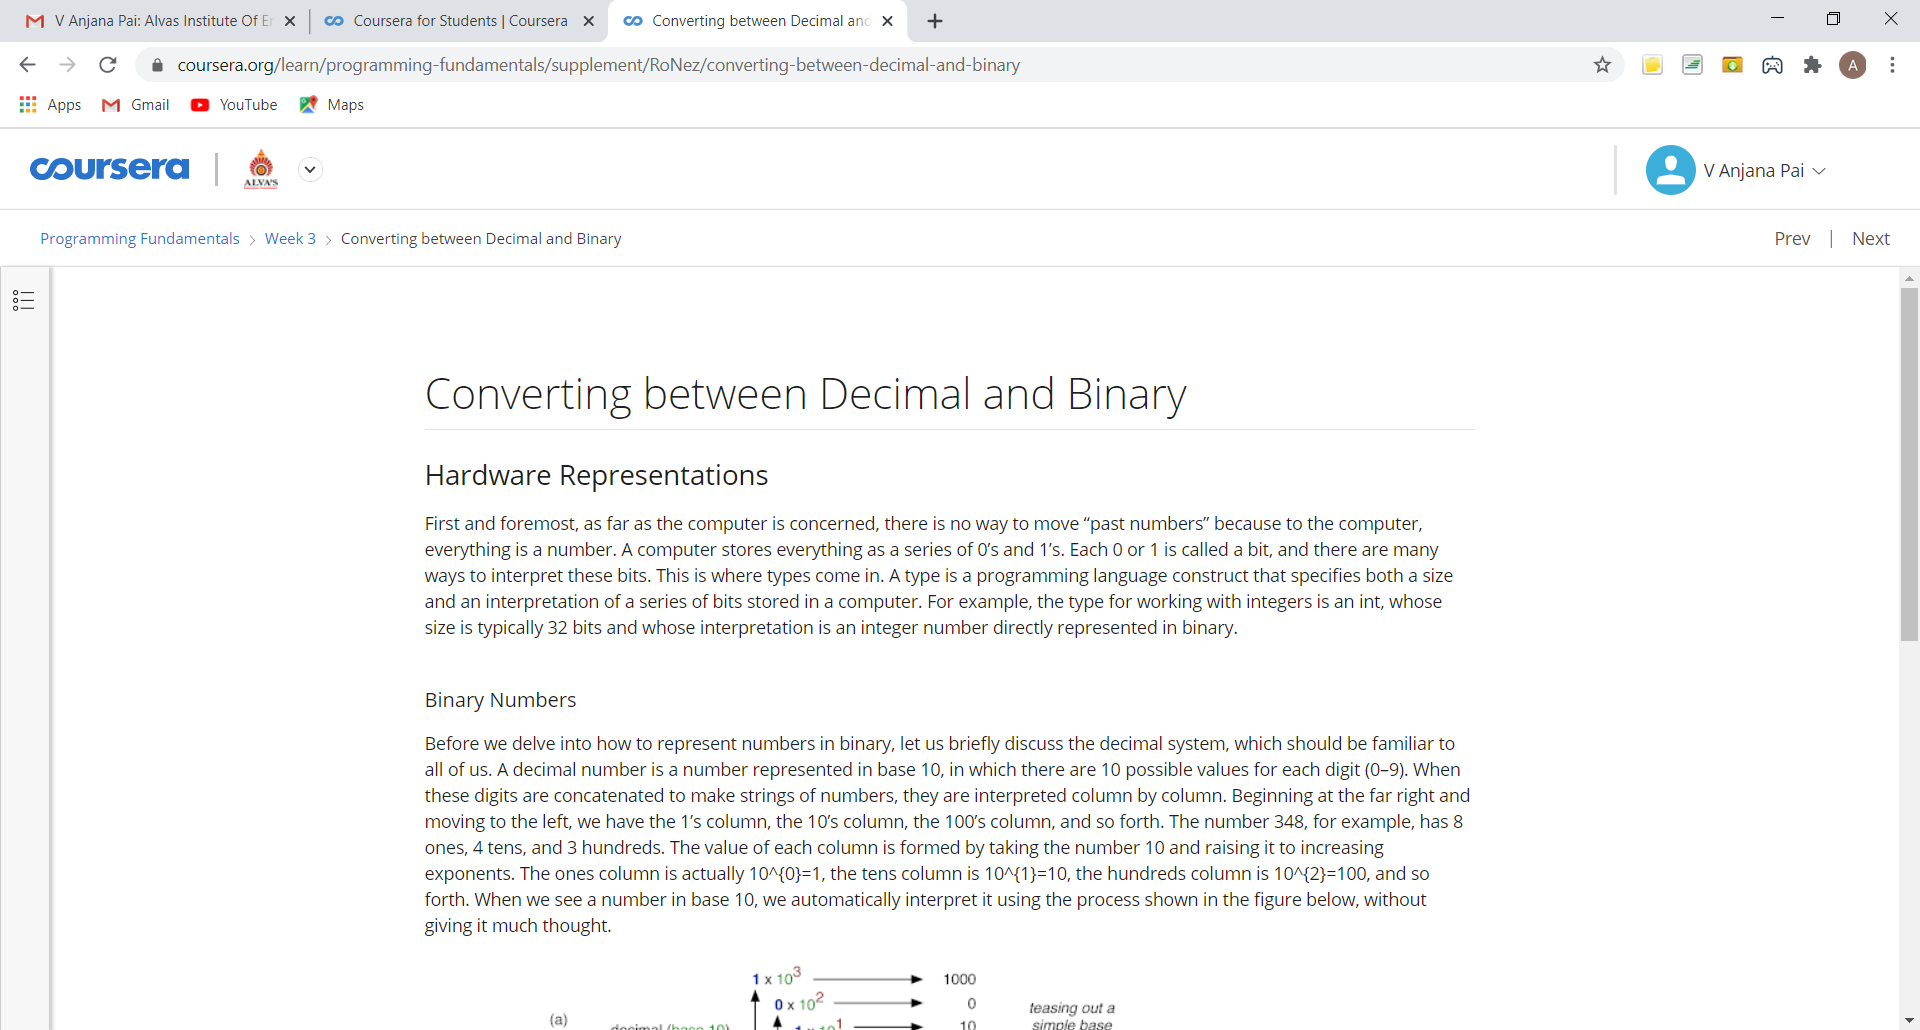 V Anjana Pai: Alvas Institute Of E
Coursera for Students | Coursera
Converting between Decimal and
coursera.org/learn/programming-fundamentals/supplement/RoNez/converting-between-decimal-and-binary
A
Apps
Gmail
YouTube
Maps
coursera
ALVA'S
V Anjana Pai
Programming Fundamentals > Week 3 > Converting between Decimal and Binary
Prev | Next
Converting between Decimal and Binary
Hardware Representations
First and foremost, as far as the computer is concerned, there is no way to move “past numbers” because to the computer,
everything is a number. A computer stores everything as a series of 0’s and 1’s. Each 0 or 1 is called a bit, and there are many
ways to interpret these bits. This is where types come in. A type is a programming language construct that specifies both a size
and an interpretation of a series of bits stored in a computer. For example, the type for working with integers is an int, whose
size is typically 32 bits and whose interpretation is an integer number directly represented in binary.
Binary Numbers
Before we delve into how to represent numbers in binary, let us briefly discuss the decimal system, which should be familiar to
all of us. A decimal number is a number represented in base 10, in which there are 10 possible values for each digit (0–9). When
these digits are concatenated to make strings of numbers, they are interpreted column by column. Beginning at the far right and
moving to the left, we have the 1’s column, the 10’s column, the 100’s column, and so forth. The number 348, for example, has 8
ones, 4 tens, and 3 hundreds. The value of each column is formed by taking the number 10 and raising it to increasing
exponents. The ones column is actually 10^{0}=1, the tens column is 10^{1}=10, the hundreds column is 10^{2}=100, and so
forth. When we see a number in base 10, we automatically interpret it using the process shown in the figure below, without
giving it much thought.
1 x 10³ 1000
0 x 10² 0
teasing out a
(a)
decimal (base 10)
1 x 10¹ 10
simple base